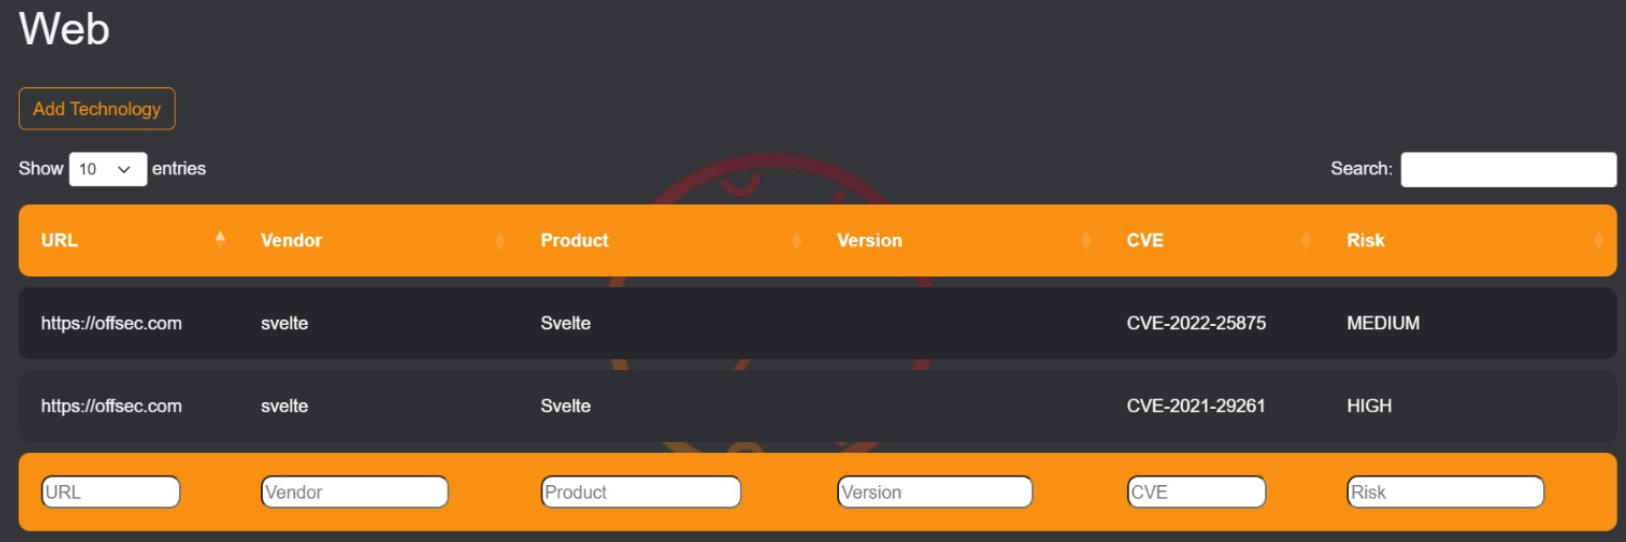 Web
Add Technology
Show 10 entries Search:
URL Vendor Product Version CVE Risk
https://offsec.com svelte Svelte CVE-2022-25875 MEDIUM
https://offsec.com svelte Svelte CVE-2021-29261 HIGH
URL Vendor Product Version CVE Risk